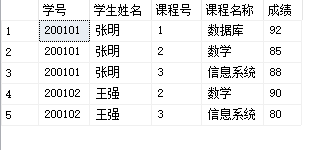 学号 学生姓名 课程号 课程名称 成绩
1 200101 张明 1 数据库 92
2 200101 张明 2 数学 85
3 200101 张明 3 信息系统 88
4 200102 王强 2 数学 90
5 200102 王强 3 信息系统 80